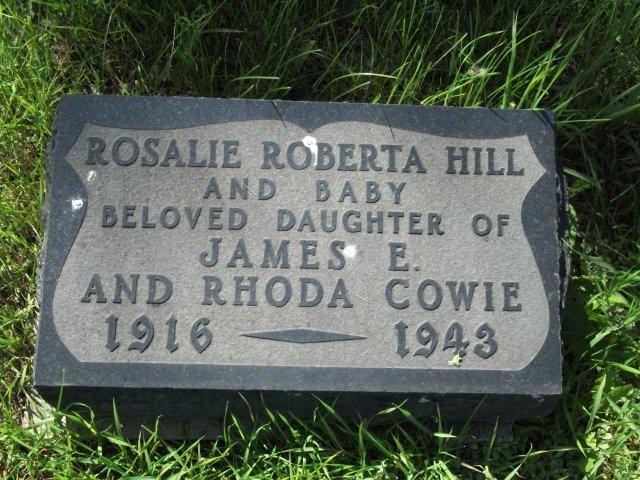 ROSALIE ROBERTA HILL
AND BABY
BELOVED DAUGHTER OF
JAMES E.
AND RHODA COWIE
1916 1943